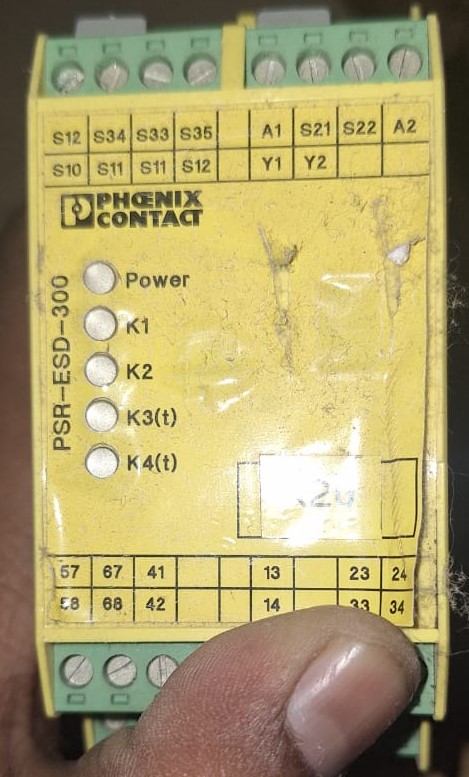 S12 S34 S33 S35 A1 S21 S22 A2
S10 S11 S11 S12 Y1 Y2
PHŒNIX
CONTACT
PSR-ESD-300
Power
K1
K2
K3(t)
K4(t)
57 67 41 13 23 24
58 68 42 14 33 34